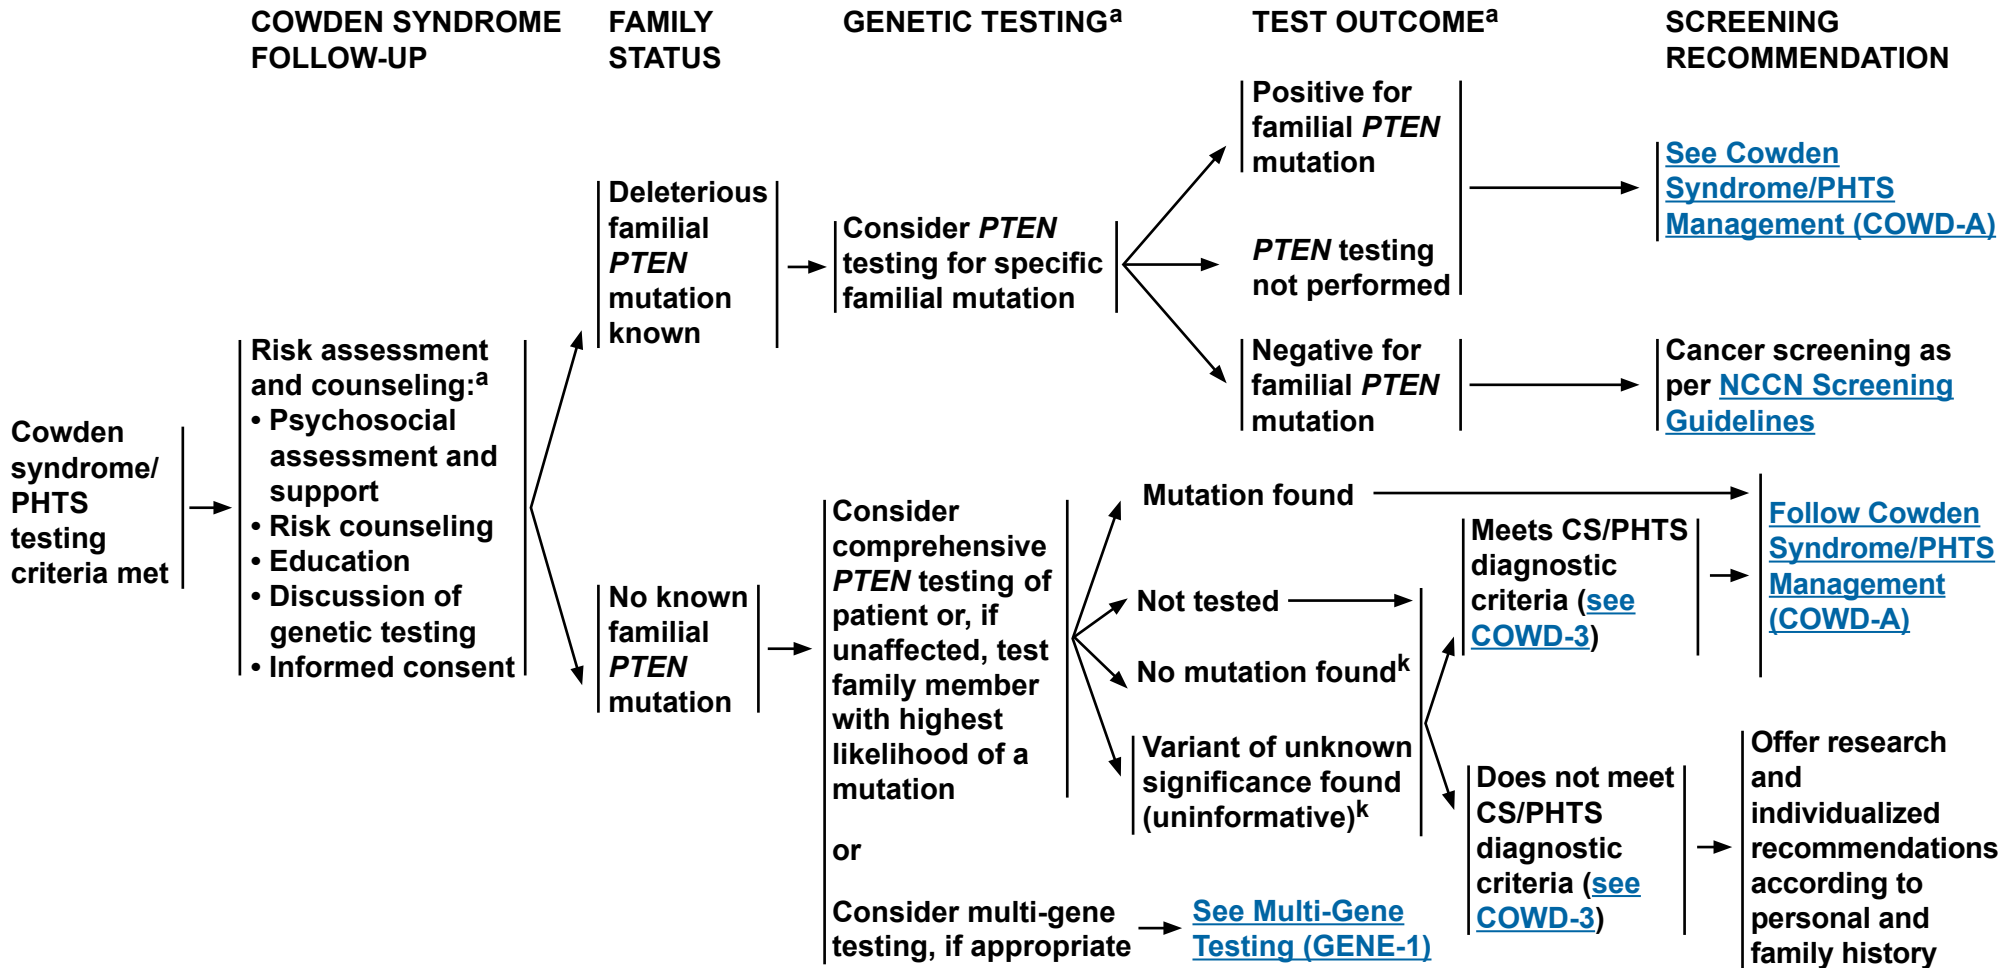 COWDEN SYNDROME
FOLLOW-UP
FAMILY
STATUS
GENETIC TESTINGa
TEST OUTCOMEa
SCREENING
RECOMMENDATION
Cowden
syndrome/
PHTS
testing
criteria met
Risk assessment
and counseling:a
• Psychosocial
assessment and
support
• Risk counseling
• Education
• Discussion of
genetic testing
• Informed consent
Deleterious
familial
PTEN
mutation
known
Consider PTEN
testing for specific
familial mutation
Positive for
familial PTEN
mutation
PTEN testing
not performed
See Cowden
Syndrome/PHTS
Management (COWD-A)
Negative for
familial PTEN
mutation
Cancer screening as
per NCCN Screening
Guidelines
No known
familial
PTEN
mutation
Consider
comprehensive
PTEN testing of
patient or, if
unaffected, test
family member
with highest
likelihood of a
mutation
or
Consider multi-gene
testing, if appropriate
See Multi-Gene
Testing (GENE-1)
Mutation found
Not tested
No mutation foundk
Variant of unknown
significance found
(uninformative)k
Meets CS/PHTS
diagnostic
criteria (see
COWD-3)
Follow Cowden
Syndrome/PHTS
Management
(COWD-A)
Does not meet
CS/PHTS
diagnostic
criteria (see
COWD-3)
Offer research
and
individualized
recommendations
according to
personal and
family history